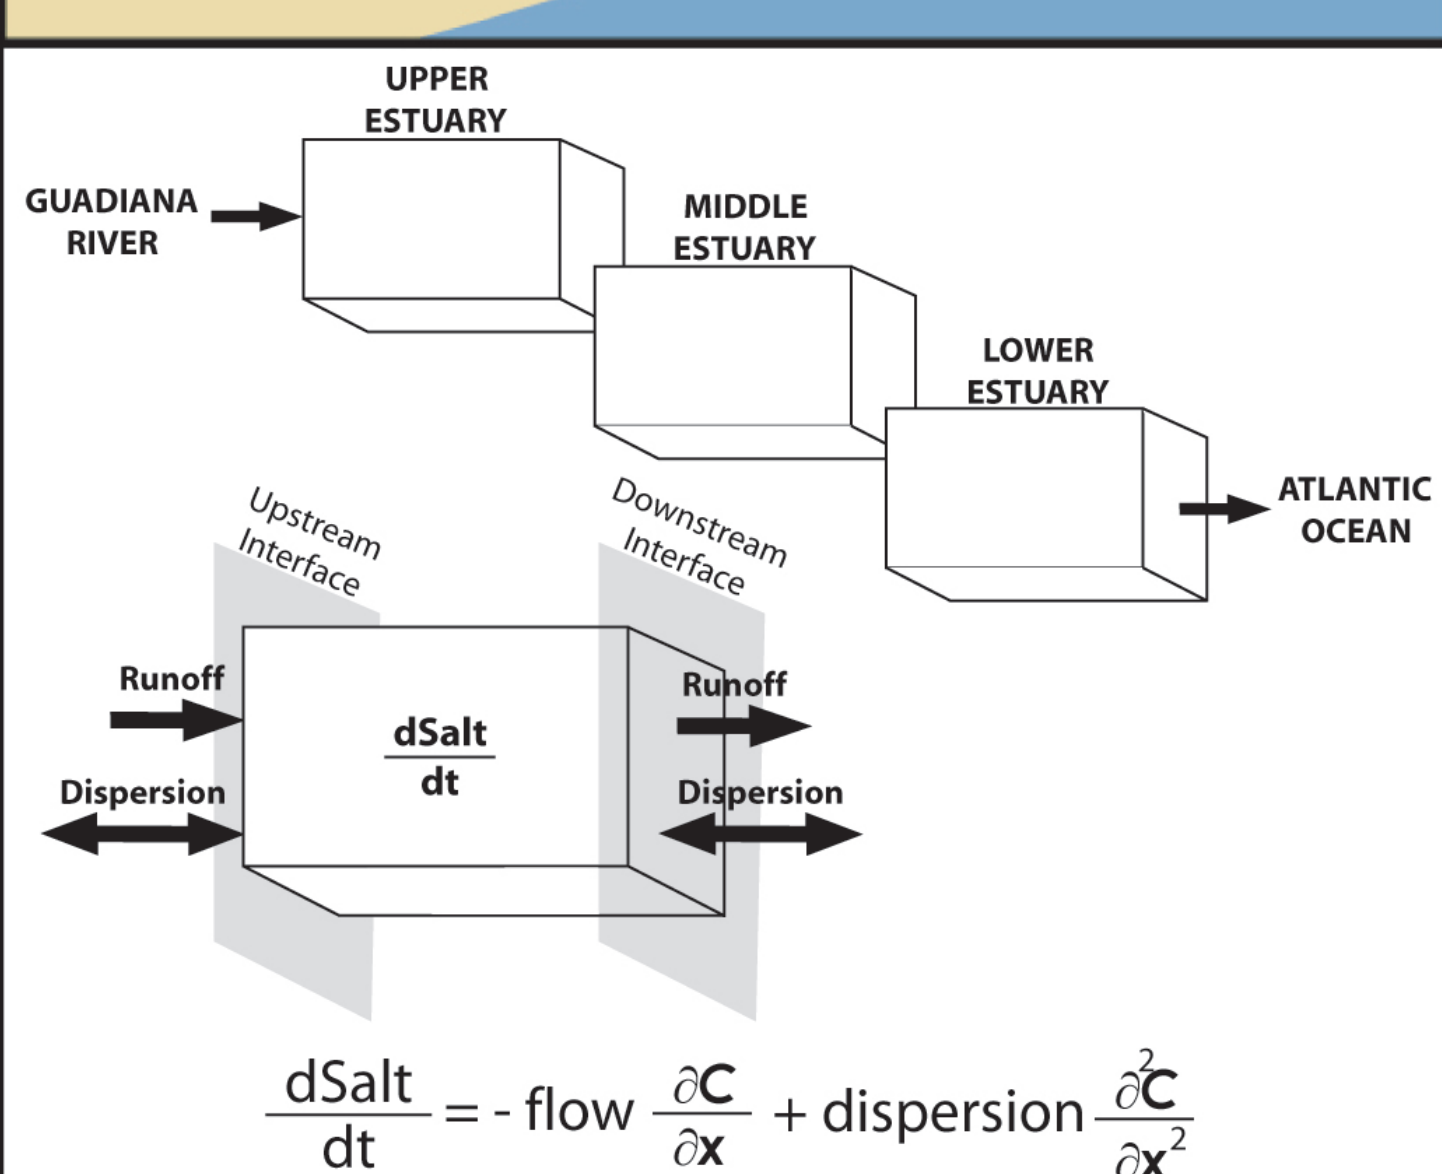 UPPER
ESTUARY
GUADIANA
RIVER
MIDDLE
ESTUARY
LOWER
ESTUARY
ATLANTIC
OCEAN
Upstream
Interface
Downstream
Interface
Runoff
Runoff
dSalt
dt
Dispersion
Dispersion
dSalt/dt = - flow ∂C/∂x + dispersion ∂²C/∂x²